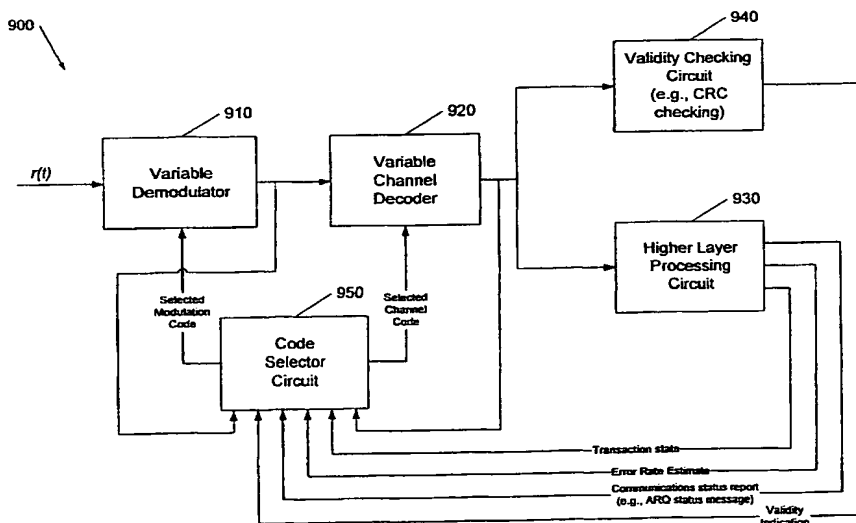 900
940
Validity Checking
Circuit
(e.g., CRC
checking)
910
920
r(t)
Variable
Demodulator
Variable
Channel
Decoder
930
Higher Layer
Processing
Circuit
Selected
Modulation
Code
950
Selected
Channel
Code
Code
Selector
Circuit
Transaction state
Error Rate Estimate
Communications status report
(e.g., ARQ status message)
Validity
Indication